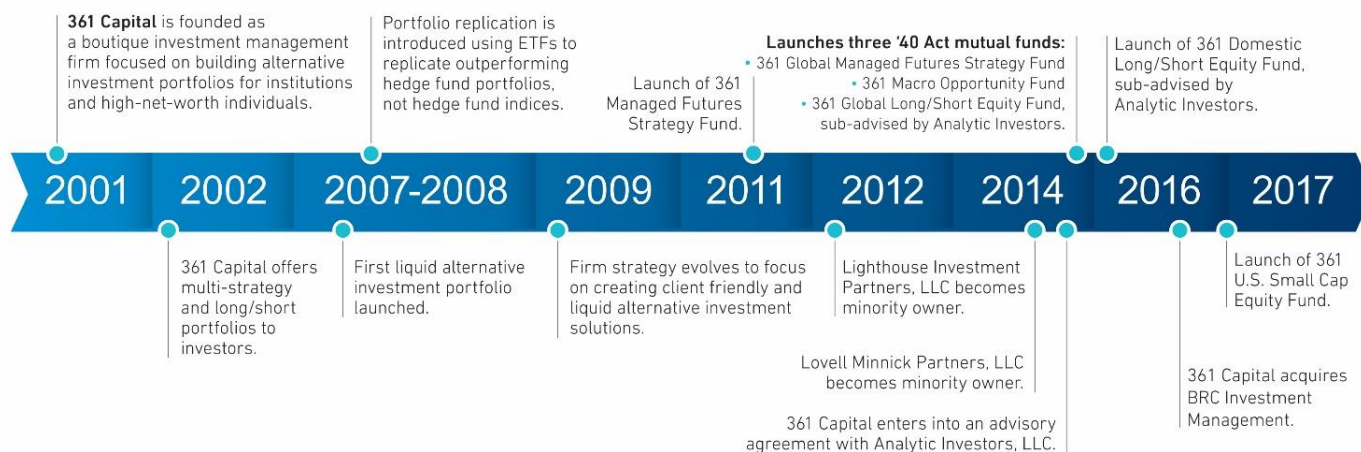 361 Capital is founded as
a boutique investment management
firm focused on building alternative
investment portfolios for institutions
and high-net-worth individuals.
Portfolio replication is
introduced using ETFs to
replicate outperforming
hedge fund portfolios,
not hedge fund indices.
Launch of 361
Managed Futures
Strategy Fund.
Launches three '40 Act mutual funds:
• 361 Global Managed Futures Strategy Fund
• 361 Macro Opportunity Fund
• 361 Global Long/Short Equity Fund,
sub-advised by Analytic Investors.
Launch of 361 Domestic
Long/Short Equity Fund,
sub-advised by
Analytic Investors.
2001 2002 2007-2008 2009 2011 2012 2014 2016 2017
361 Capital offers
multi-strategy
and long/short
portfolios to
investors.
First liquid alternative
investment portfolio
launched.
Firm strategy evolves to focus
on creating client friendly and
liquid alternative investment
solutions.
Lighthouse Investment
Partners, LLC becomes
minority owner.
Lovell Minnick Partners, LLC
becomes minority owner.
361 Capital enters into an advisory
agreement with Analytic Investors, LLC.
361 Capital acquires
BRC Investment
Management.
Launch of 361
U.S. Small Cap
Equity Fund.